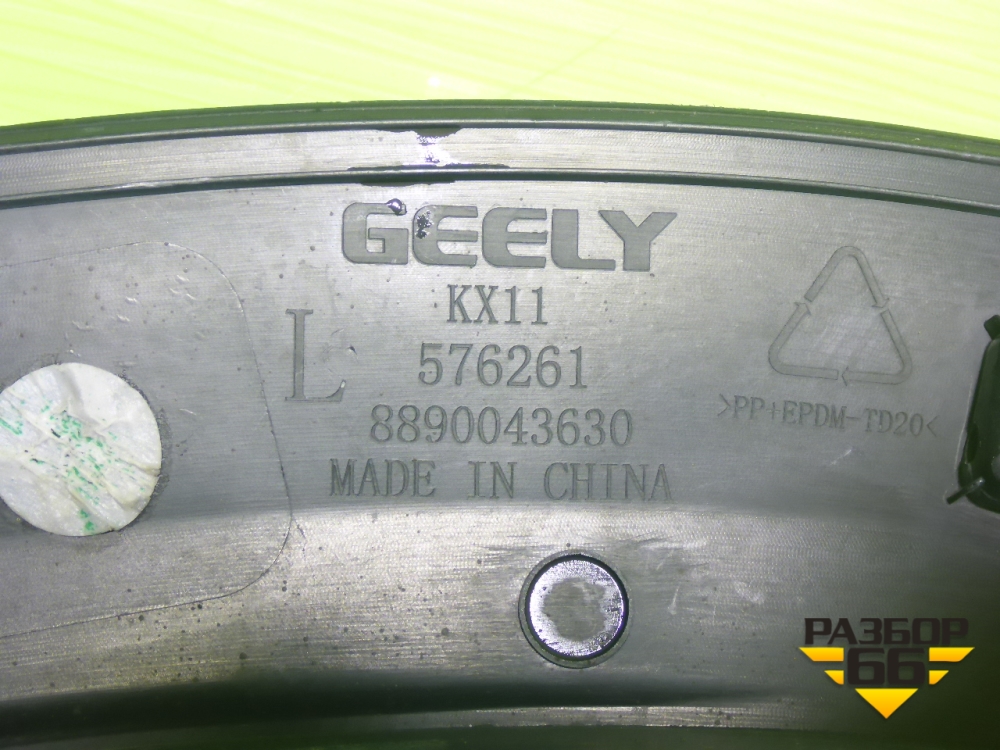 GEELY
KX11
L
576261
8890043630
>PP+EPDM-TD20<
MADE IN CHINA
РАЗБОР
66